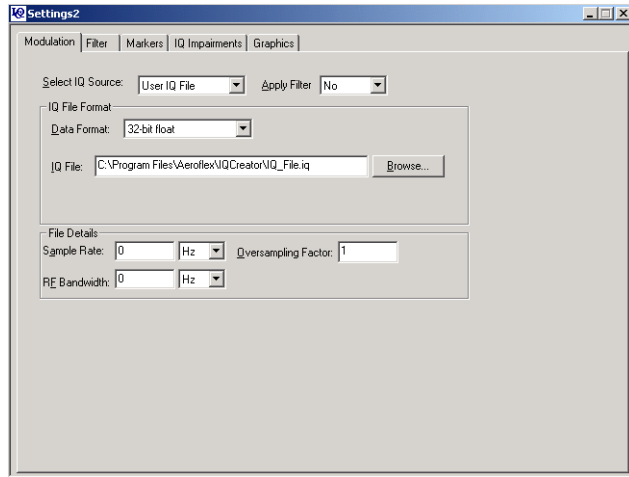 IQ Settings2
Modulation Filter Markers IQ Impairments Graphics
Select IQ Source: User IQ File Apply Filter No
IQ File Format
Data Format: 32-bit float
IQ File: C:\Program Files\Aeroflex\IQCreator\IQ_File.iq Browse...
File Details
Sample Rate: 0 Hz Oversampling Factor: 1
RF Bandwidth: 0 Hz